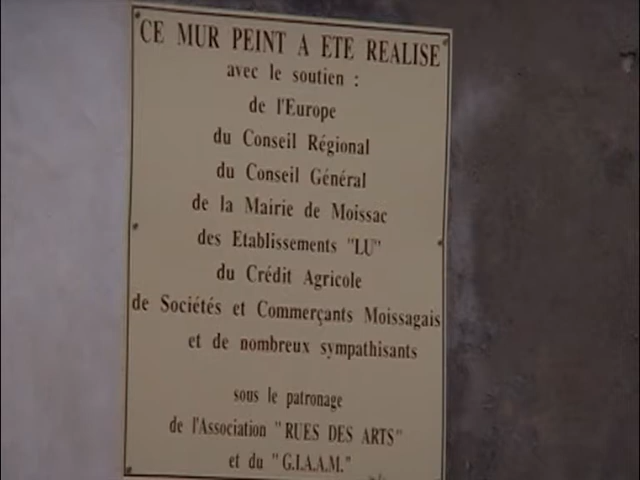 CE MUR PEINT A ETE REALISE
avec le soutien :
de l'Europe
du Conseil Régional
du Conseil Général
de la Mairie de Moissac
des Etablissements "LU"
du Crédit Agricole
de Sociétés et Commerçants Moissagais
et de nombreux sympathisants
sous le patronage
de l'Association "RUES DES ARTS"
et du "G.I.A.A.M."